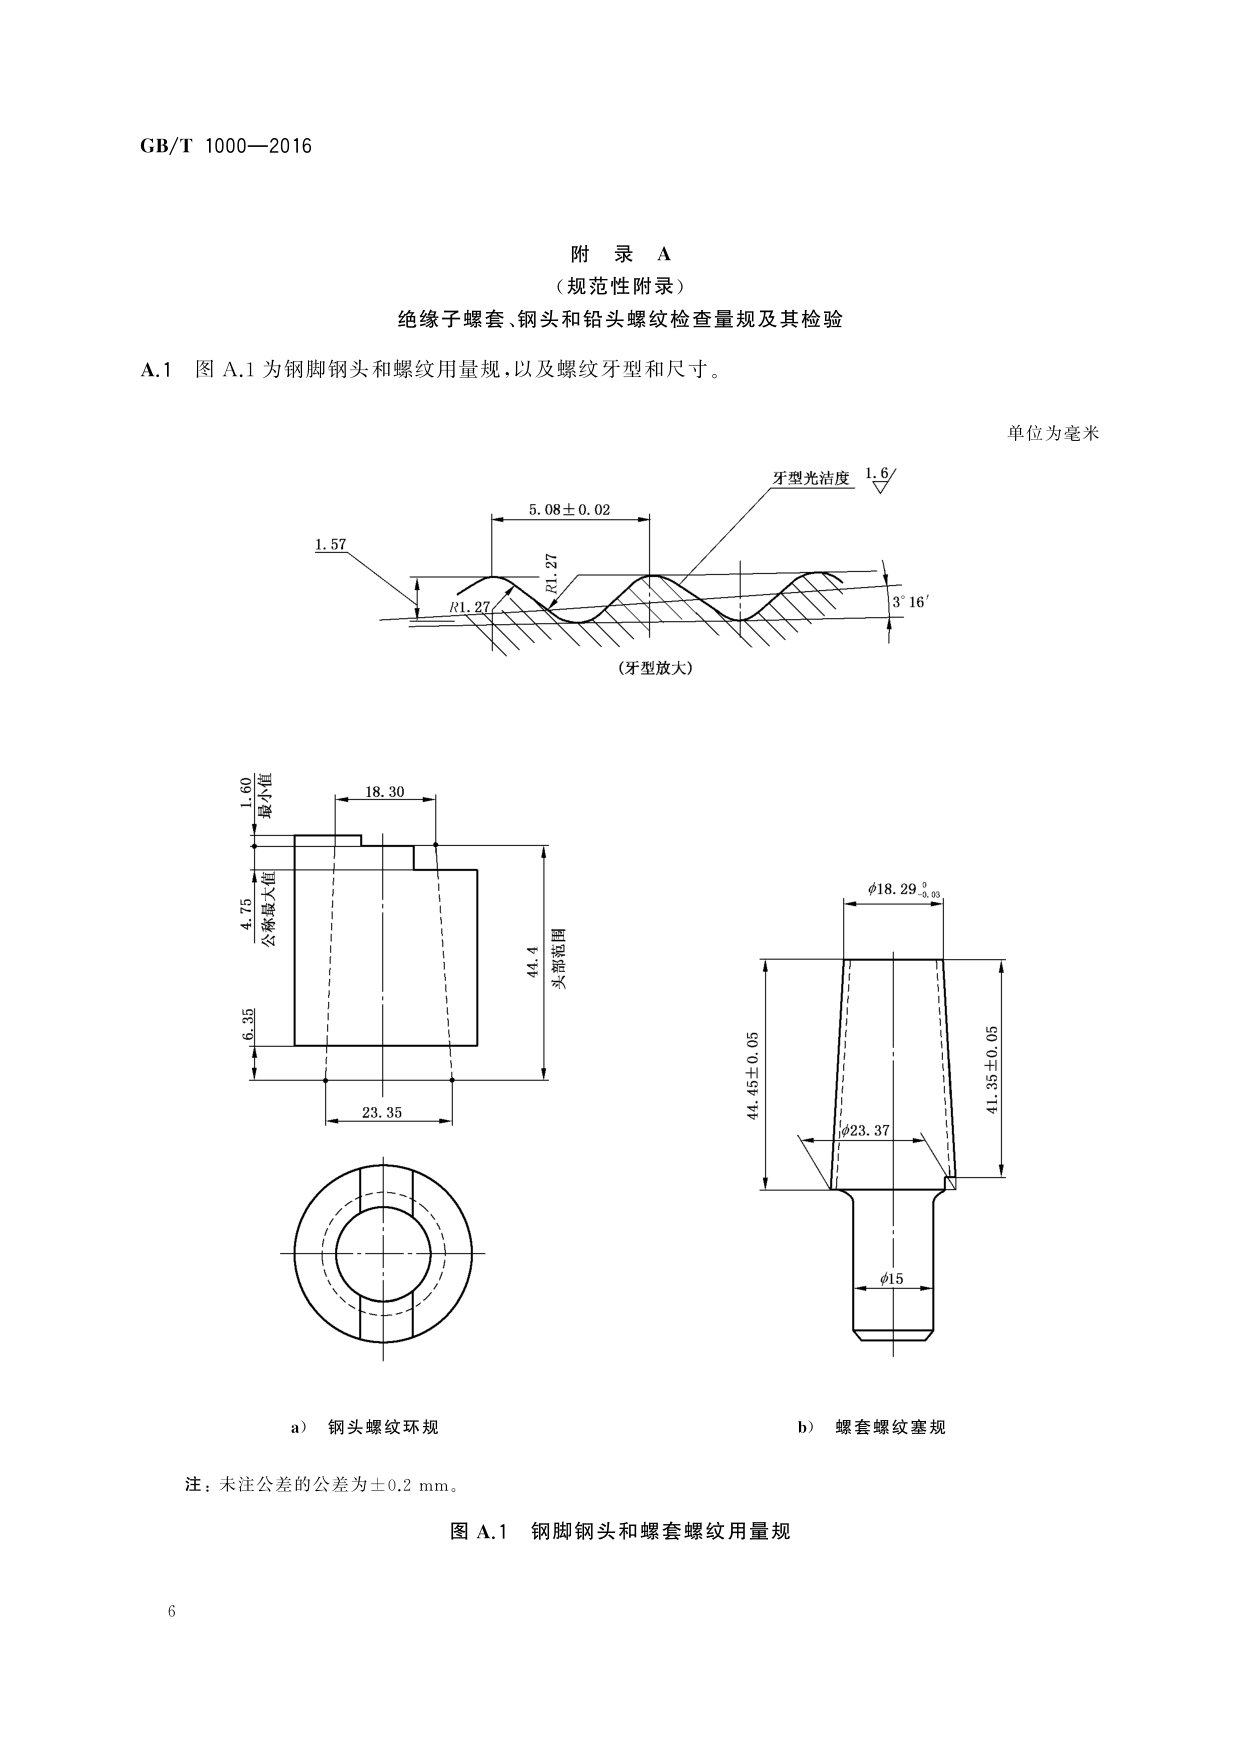 GB/T 1000—2016
附 录 A
(规范性附录)
绝缘子螺套、钢头和铅头螺纹检查量规及其检验
A.1 图 A.1 为钢脚钢头和螺纹用量规,以及螺纹牙型和尺寸。
单位为毫米
牙型光洁度 1.6
5.08±0.02
1.57
R1.27
R1.27
3°16′
(牙型放大)
1.60
最小值
18.30
4.75
公称最大值
44.4
头部范围
6.35
23.35
φ18.29 0 -0.03
44.45±0.05
41.35±0.05
φ23.37
φ15
a) 钢头螺纹环规
b) 螺套螺纹塞规
注: 未注公差的公差为±0.2 mm。
图 A.1 钢脚钢头和螺套螺纹用量规
6